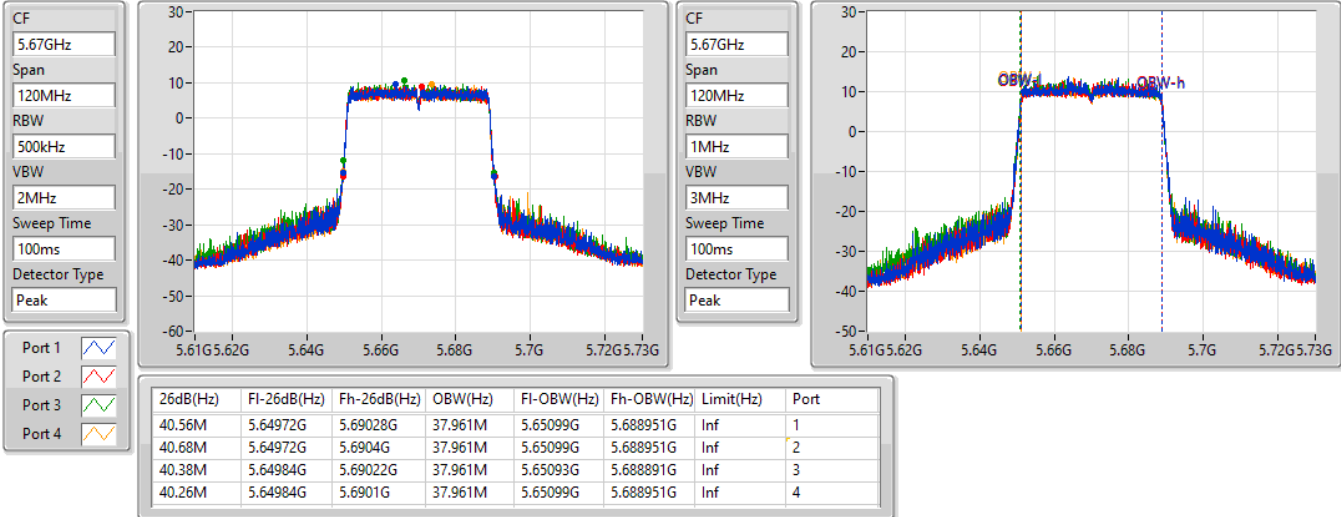 CF
5.67GHz
Span
120MHz
RBW
500kHz
VBW
2MHz
Sweep Time
100ms
Detector Type
Peak
30
20
10
0
-10
-20
-30
-40
-50
-60
5.61G 5.62G 5.64G 5.66G 5.68G 5.7G 5.72G 5.73G
CF
5.67GHz
Span
120MHz
RBW
1MHz
VBW
3MHz
Sweep Time
100ms
Detector Type
Peak
30
20
10
0
-10
-20
-30
-40
-50
OBW-l OBW-h
5.61G 5.62G 5.64G 5.66G 5.68G 5.7G 5.72G 5.73G
Port 1
Port 2
Port 3
Port 4
26dB(Hz) Fl-26dB(Hz) Fh-26dB(Hz) OBW(Hz) Fl-OBW(Hz) Fh-OBW(Hz) Limit(Hz) Port
40.56M 5.64972G 5.69028G 37.961M 5.65099G 5.688951G Inf 1
40.68M 5.64972G 5.6904G 37.961M 5.65099G 5.688951G Inf 2
40.38M 5.64984G 5.69022G 37.961M 5.65093G 5.688891G Inf 3
40.26M 5.64984G 5.6901G 37.961M 5.65099G 5.688951G Inf 4